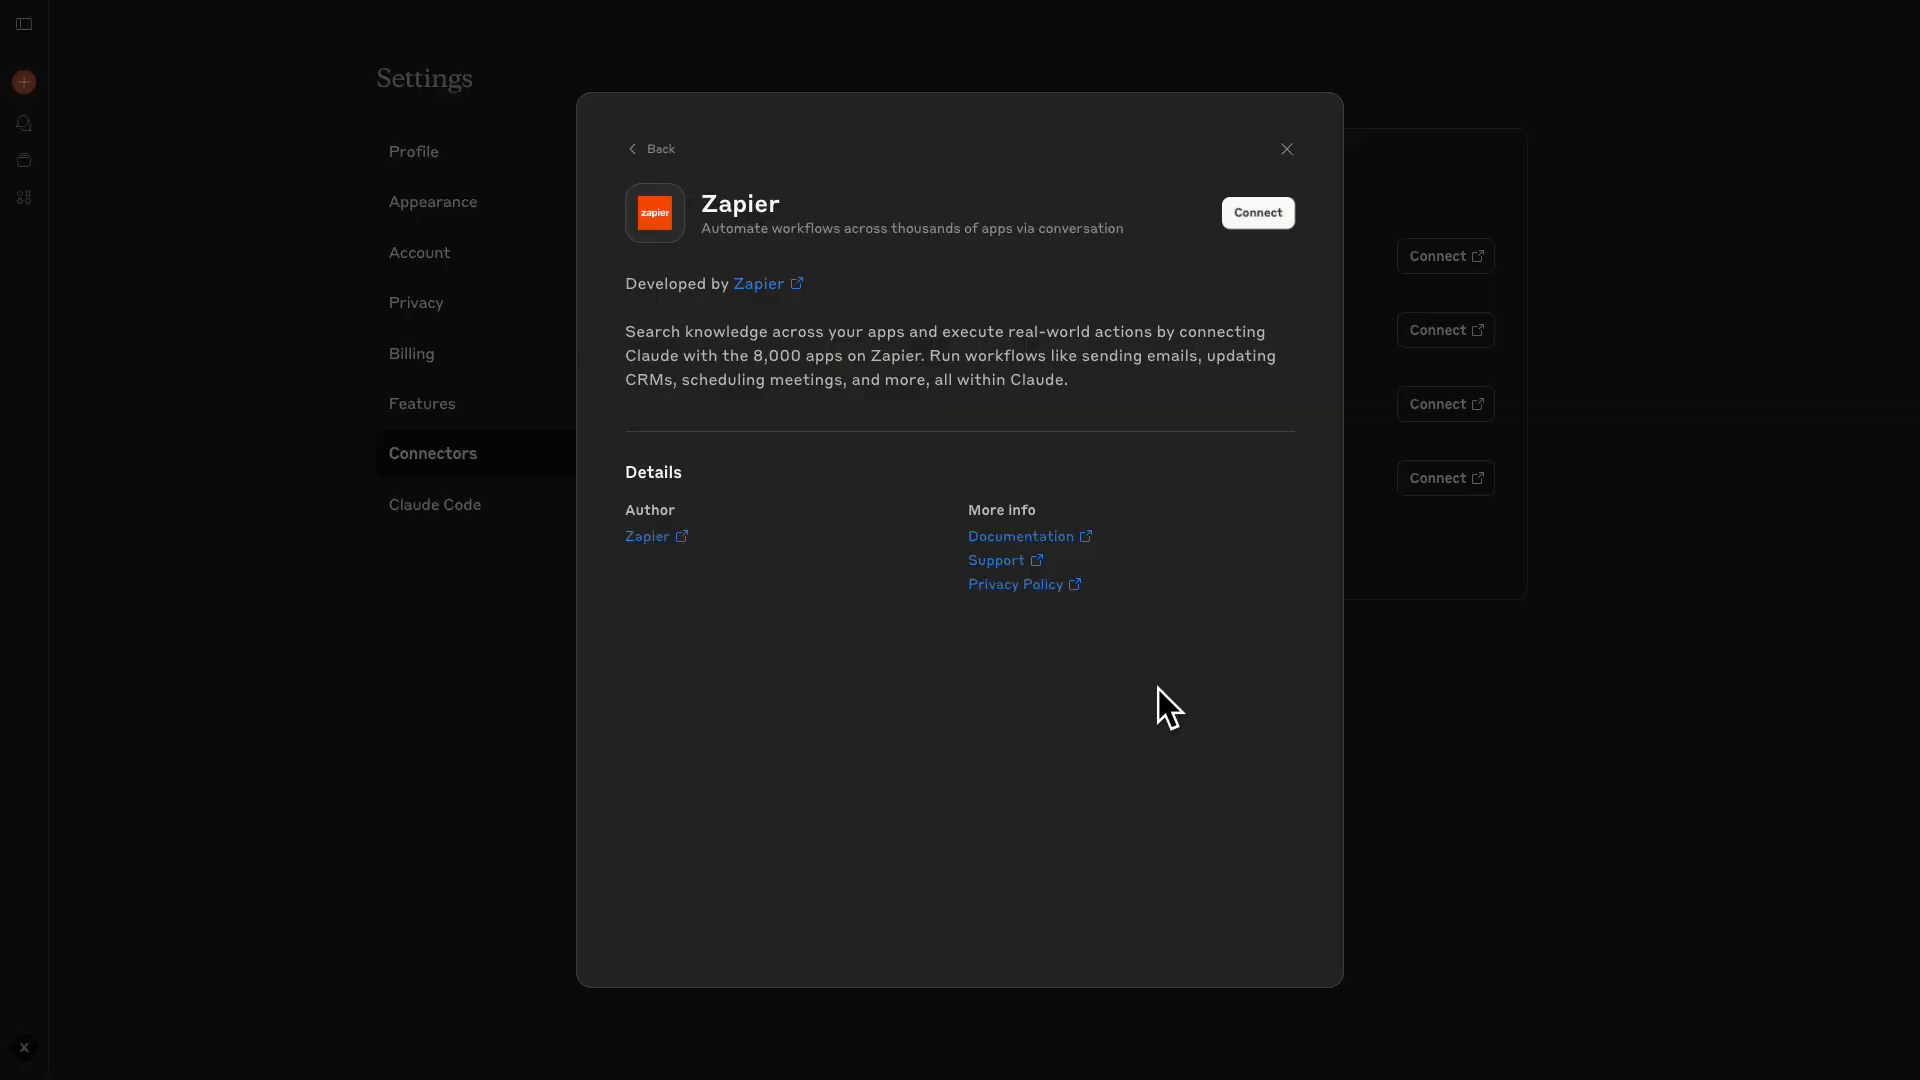 Settings
Profile
Appearance
Account
Privacy
Billing
Features
Connectors
Claude Code
Back
zapier
Zapier
Automate workflows across thousands of apps via conversation
Connect
Developed by Zapier
Search knowledge across your apps and execute real-world actions by connecting
Claude with the 8,000 apps on Zapier. Run workflows like sending emails, updating
CRMs, scheduling meetings, and more, all within Claude.
Details
Author
Zapier
More info
Documentation
Support
Privacy Policy
Connect
Connect
Connect
Connect
X